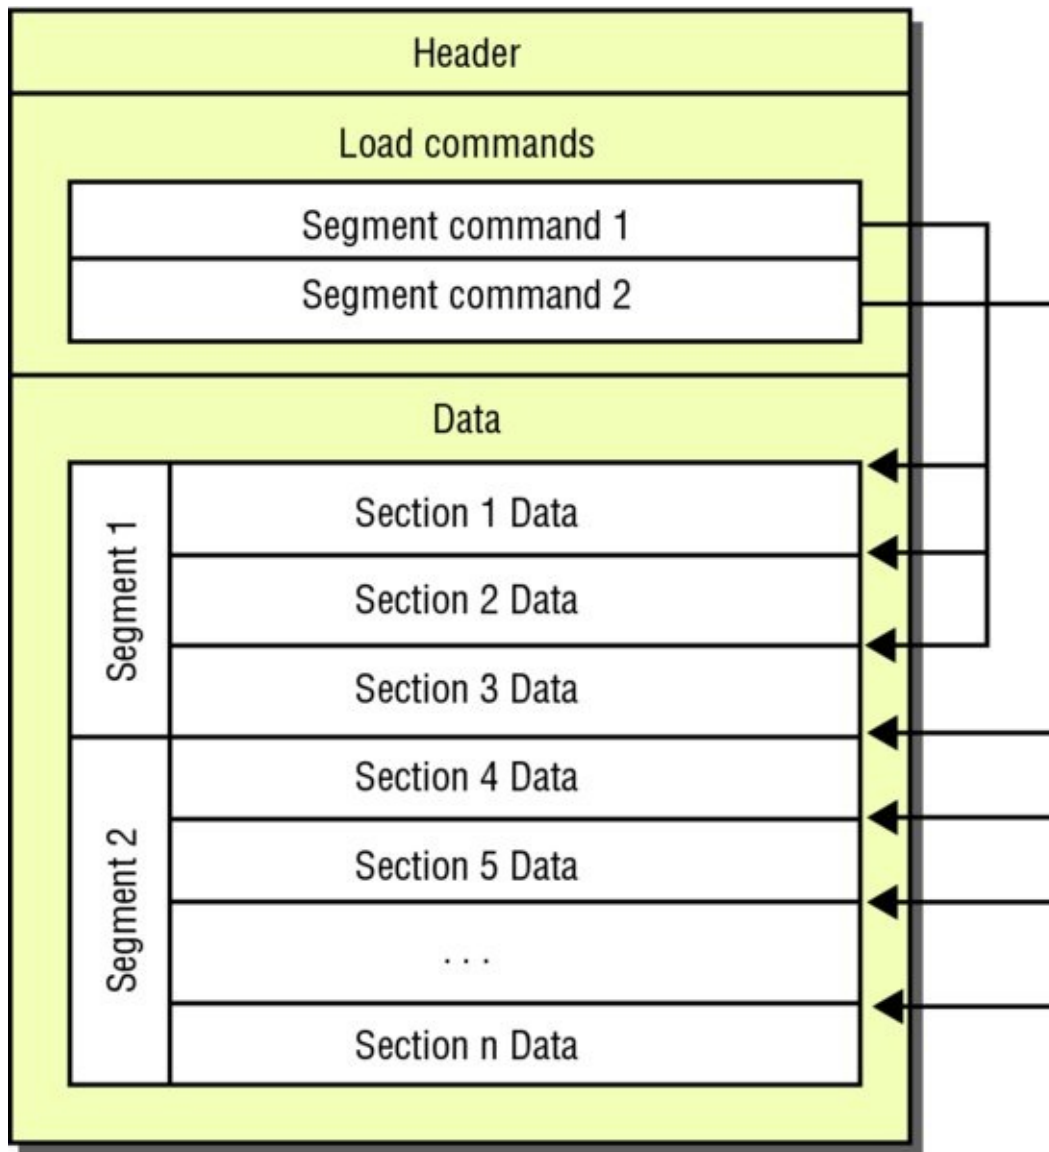 Header
Load commands
Segment command 1
Segment command 2
Data
Segment 1
Section 1 Data
Section 2 Data
Section 3 Data
Segment 2
Section 4 Data
Section 5 Data
. . .
Section n Data